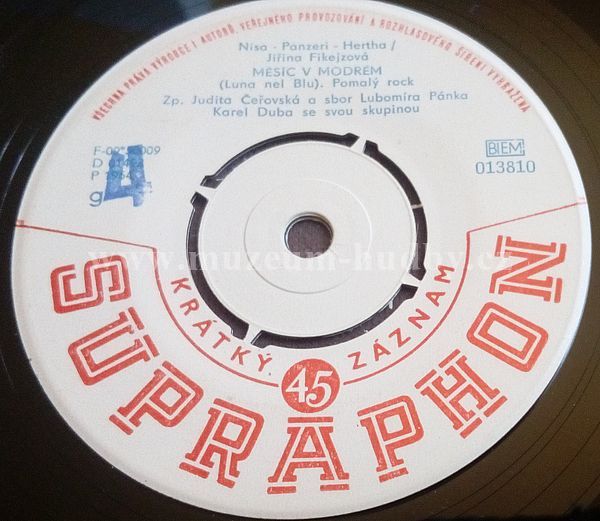 VŠECHNA PRÁVA VÝROBCE I AUTORŮ, VEŘEJNÉHO PROVOZOVÁNÍ A ROZHLASOVÉHO ŠÍŘENÍ VYHRAZENA
Nisa - Panzeri - Hertha /
Jiřina Fikejzová
MĚSÍC V MODRÉM
(Luna nel Blu). Pomalý rock
Zp. Judita Čeřovská a sbor Lubomíra Pánka
Karel Duba se svou skupinou
D
P 1964
g
4
BIEM
013810
www.muzeum-hudby.cz
KRÁTKÝ. 45 ZÁZNAM
SUPRAPHON